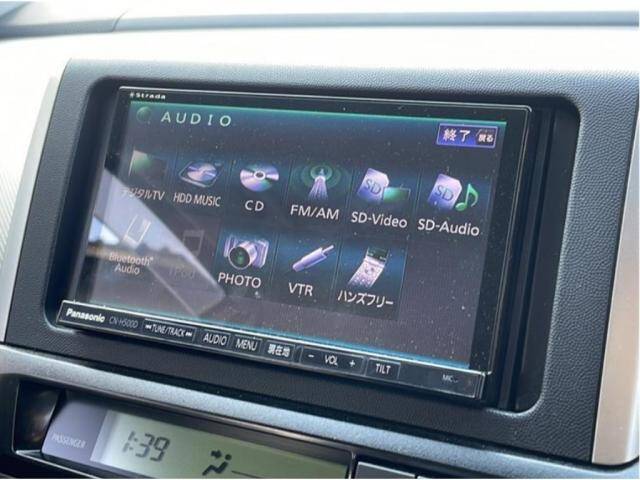 Strada
AUDIO
終了 戻る
デジタルTV HDD MUSIC CD FM/AM SD-Video SD-Audio
Bluetooth® Audio iPod PHOTO VTR ハンズフリー
Panasonic CN-H500D TUNE/TRACK AUDIO MENU 現在地 − VOL + TILT MIC
PASSENGER 1:39